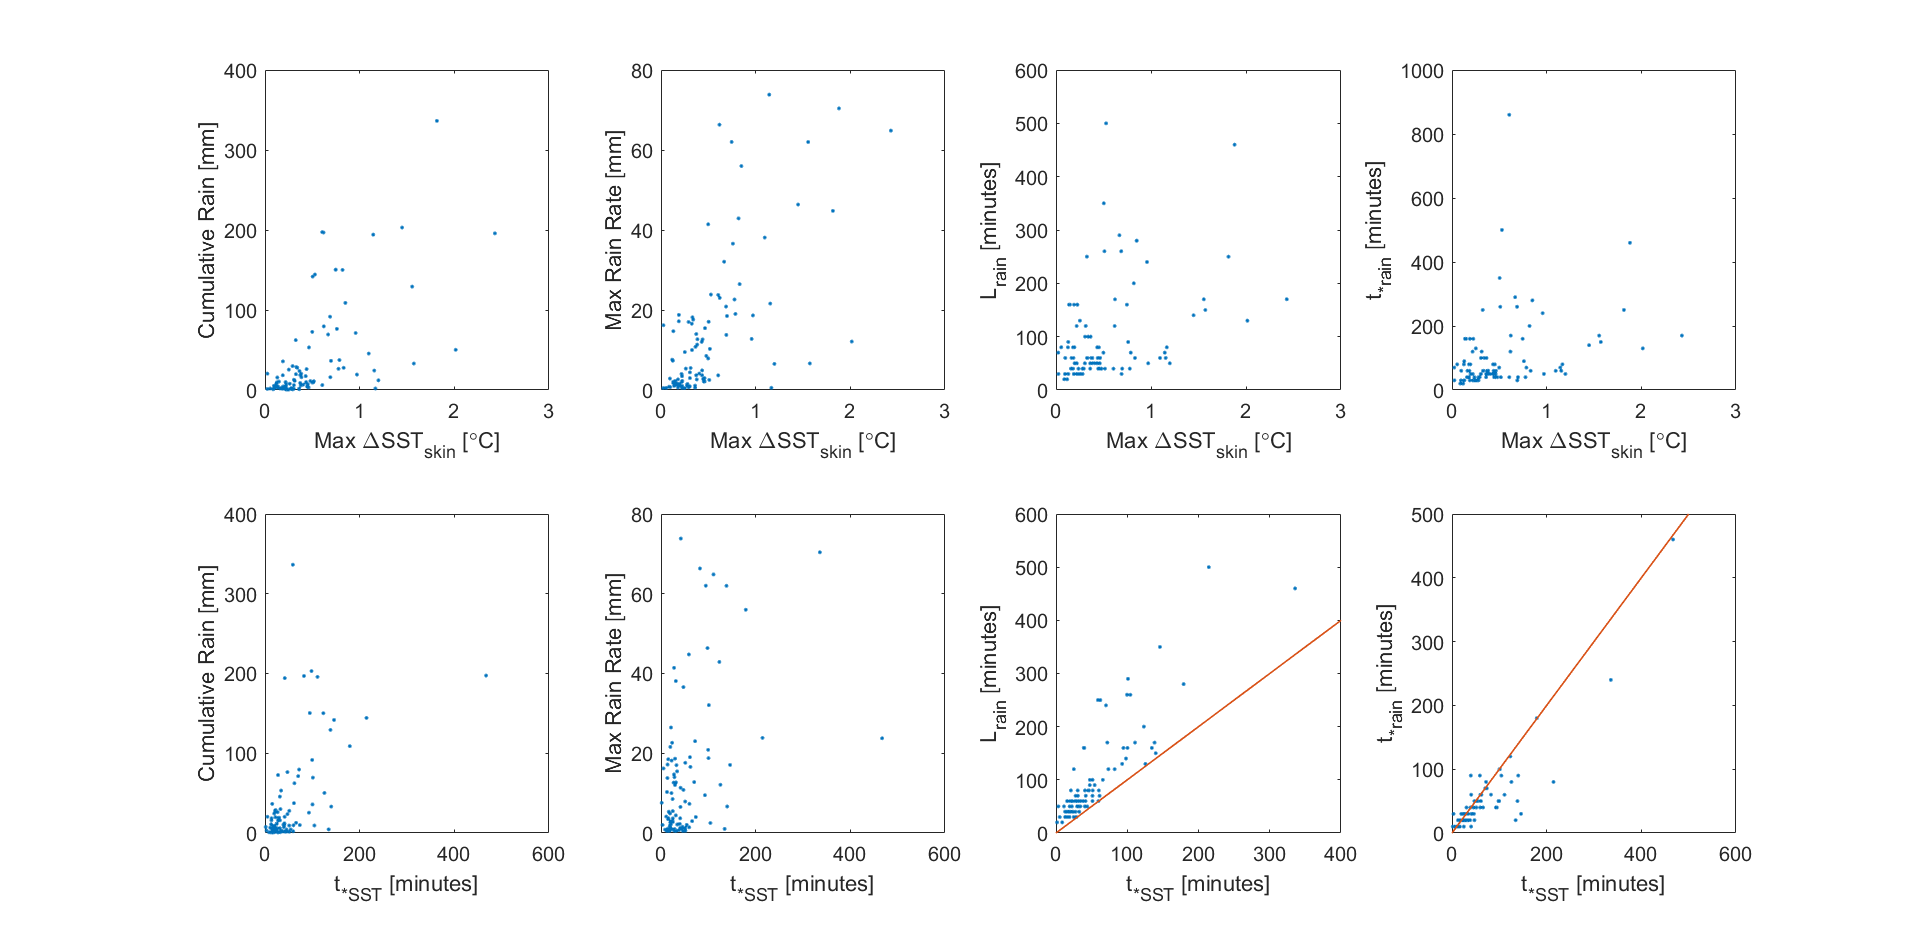 400
300
200
100
0
Cumulative Rain [mm]
0 1 2 3
Max ΔSST_skin [°C]
80
60
40
20
0
Max Rain Rate [mm]
0 1 2 3
Max ΔSST_skin [°C]
600
500
400
300
200
100
0
L_rain [minutes]
0 1 2 3
Max ΔSST_skin [°C]
1000
800
600
400
200
0
t_*rain [minutes]
0 1 2 3
Max ΔSST_skin [°C]
400
300
200
100
0
Cumulative Rain [mm]
0 200 400 600
t_*SST [minutes]
80
60
40
20
0
Max Rain Rate [mm]
0 200 400 600
t_*SST [minutes]
600
500
400
300
200
100
0
L_rain [minutes]
0 100 200 300 400
t_*SST [minutes]
500
400
300
200
100
0
t_*rain [minutes]
0 200 400 600
t_*SST [minutes]